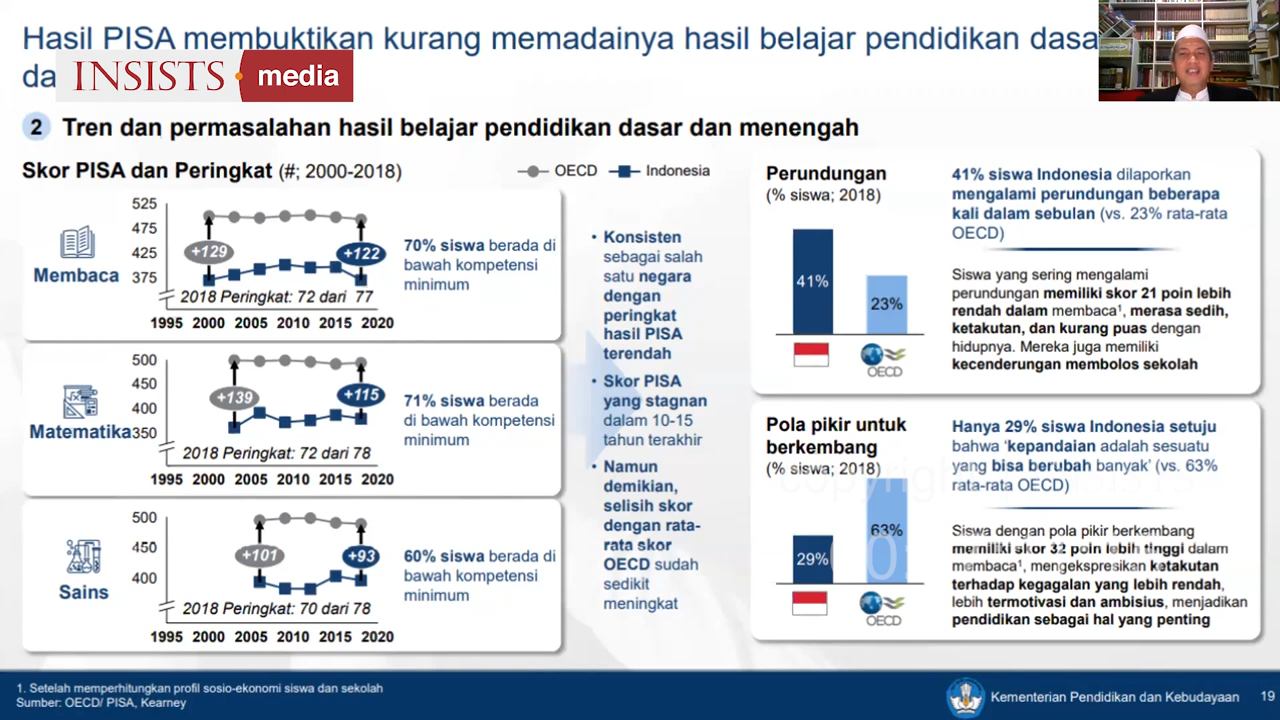 Hasil PISA membuktikan kurang memadainya hasil belajar pendidikan dasa
da
INSISTS media
2 Tren dan permasalahan hasil belajar pendidikan dasar dan menengah
Skor PISA dan Peringkat (#; 2000-2018)
OECD
Indonesia
Membaca
525
475
425
375
+129
+122
2018 Peringkat: 72 dari 77
1995 2000 2005 2010 2015 2020
70% siswa berada di
bawah kompetensi
minimum
Matematika
500
450
400
350
+139
+115
2018 Peringkat: 72 dari 78
1995 2000 2005 2010 2015 2020
71% siswa berada
di bawah kompetensi
minimum
Sains
500
450
400
+101
+93
2018 Peringkat: 70 dari 78
1995 2000 2005 2010 2015 2020
60% siswa berada di
bawah kompetensi
minimum
• Konsisten
sebagai salah
satu negara
dengan
peringkat
hasil PISA
terendah
• Skor PISA
yang stagnan
dalam 10-15
tahun terakhir
• Namun
demikian,
selisih skor
dengan rata-
rata skor
OECD sudah
sedikit
meningkat
Perundungan
(% siswa; 2018)
41%
23%
OECD
41% siswa Indonesia dilaporkan
mengalami perundungan beberapa
kali dalam sebulan (vs. 23% rata-rata
OECD)
Siswa yang sering mengalami
perundungan memiliki skor 21 poin lebih
rendah dalam membaca¹, merasa sedih,
ketakutan, dan kurang puas dengan
hidupnya. Mereka juga memiliki
kecenderungan membolos sekolah
Pola pikir untuk
berkembang
(% siswa; 2018)
29%
63%
OECD
Hanya 29% siswa Indonesia setuju
bahwa ‘kepandaian adalah sesuatu
yang bisa berubah banyak’ (vs. 63%
rata-rata OECD)
Siswa dengan pola pikir berkembang
memiliki skor 32 poin lebih tinggi dalam
membaca¹, mengekspresikan ketakutan
terhadap kegagalan yang lebih rendah,
lebih termotivasi dan ambisius, menjadikan
pendidikan sebagai hal yang penting
1. Setelah memperhitungkan profil sosio-ekonomi siswa dan sekolah
Sumber: OECD/ PISA, Kearney
Kementerian Pendidikan dan Kebudayaan
19